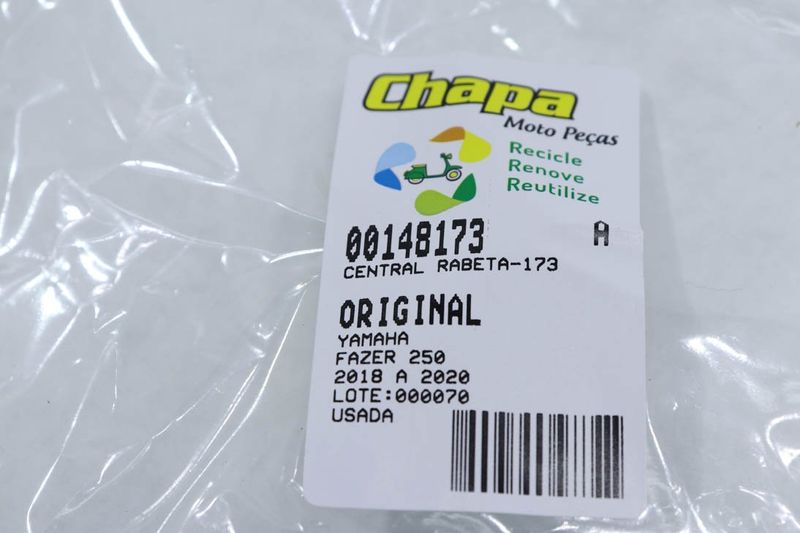 Chapa
Moto Peças
Recicle
Renove
Reutilize
00148173 A
CENTRAL RABETA-173
ORIGINAL
YAMAHA
FAZER 250
2018 A 2020
LOTE:000070
USADA